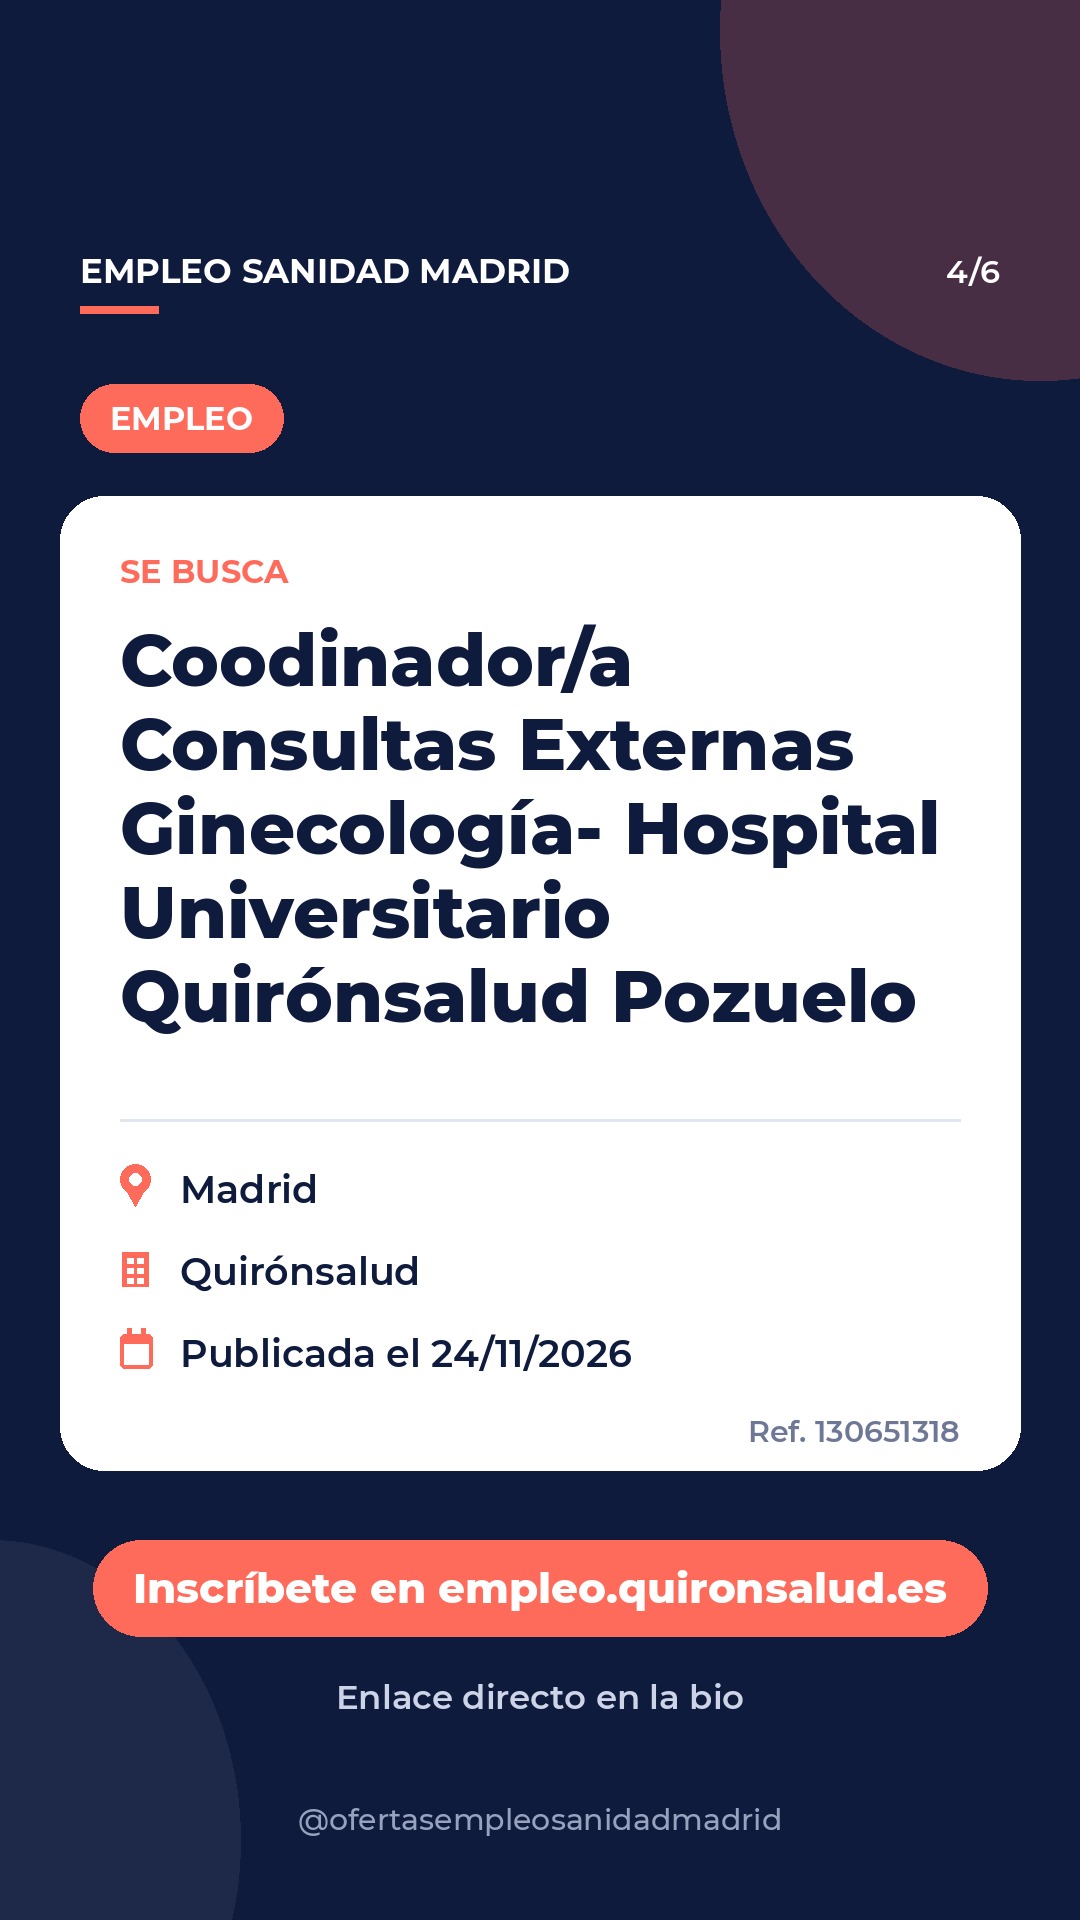 EMPLEO SANIDAD MADRID
4/6
EMPLEO
SE BUSCA
Coodinador/a
Consultas Externas
Ginecología- Hospital
Universitario
Quirónsalud Pozuelo
Madrid
Quirónsalud
Publicada el 24/11/2026
Ref. 130651318
Inscríbete en empleo.quironsalud.es
Enlace directo en la bio
@ofertasempleosanidadmadrid